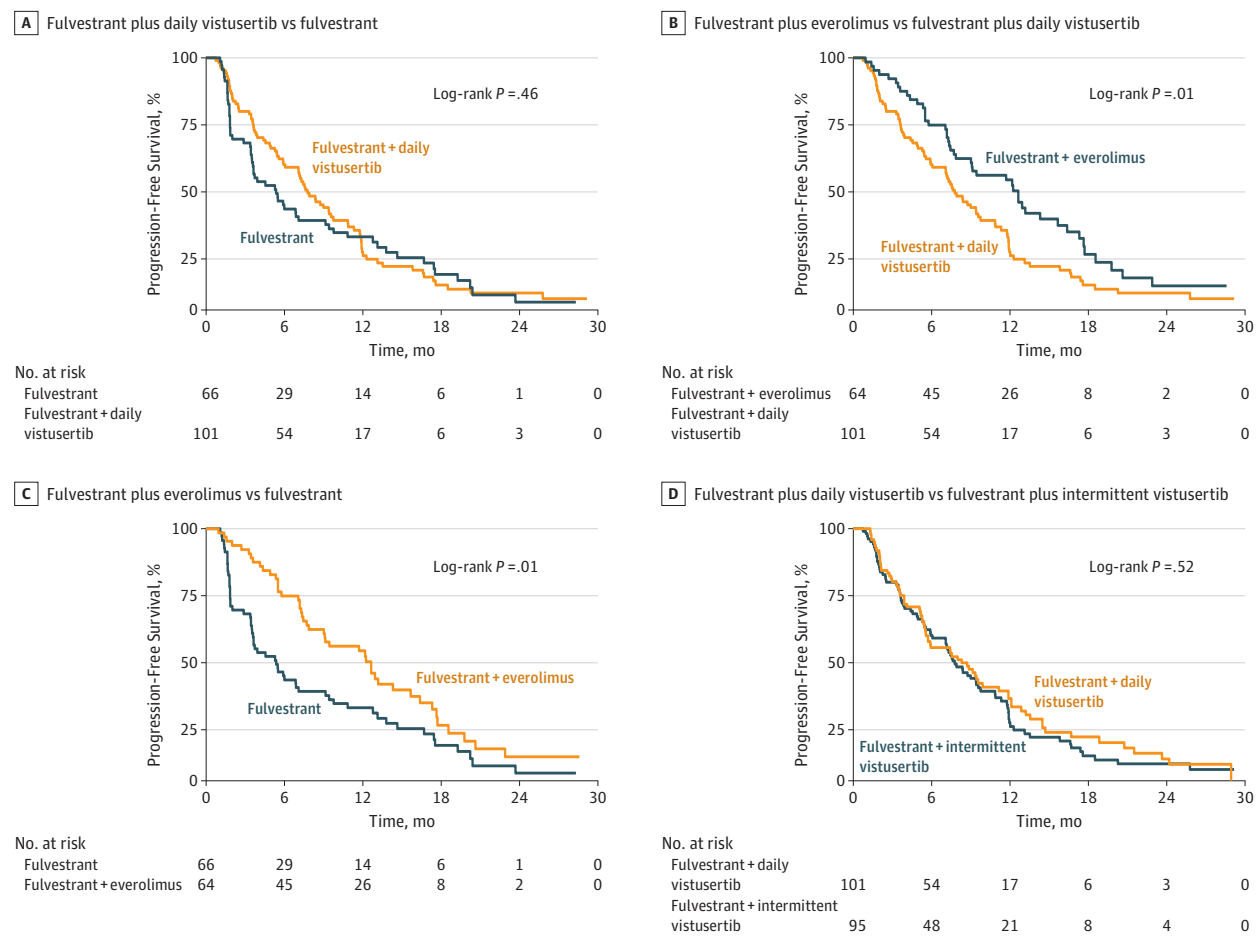 A Fulvestrant plus daily vistusertib vs fulvestrant
100
75
50
25
0
Progression-Free Survival, %
Log-rank P =.46
Fulvestrant + daily
vistusertib
Fulvestrant
0 6 12 18 24 30
Time, mo
No. at risk
Fulvestrant 66 29 14 6 1 0
Fulvestrant + daily
vistusertib 101 54 17 6 3 0
B Fulvestrant plus everolimus vs fulvestrant plus daily vistusertib
100
75
50
25
0
Progression-Free Survival, %
Log-rank P =.01
Fulvestrant + everolimus
Fulvestrant + daily
vistusertib
0 6 12 18 24 30
Time, mo
No. at risk
Fulvestrant + everolimus 64 45 26 8 2 0
Fulvestrant + daily
vistusertib 101 54 17 6 3 0
C Fulvestrant plus everolimus vs fulvestrant
100
75
50
25
0
Progression-Free Survival, %
Log-rank P =.01
Fulvestrant + everolimus
Fulvestrant
0 6 12 18 24 30
Time, mo
No. at risk
Fulvestrant 66 29 14 6 1 0
Fulvestrant + everolimus 64 45 26 8 2 0
D Fulvestrant plus daily vistusertib vs fulvestrant plus intermittent vistusertib
100
75
50
25
0
Progression-Free Survival, %
Log-rank P =.52
Fulvestrant + daily
vistusertib
Fulvestrant + intermittent
vistusertib
0 6 12 18 24 30
Time, mo
No. at risk
Fulvestrant + daily
vistusertib 101 54 17 6 3 0
Fulvestrant + intermittent
vistusertib 95 48 21 8 4 0